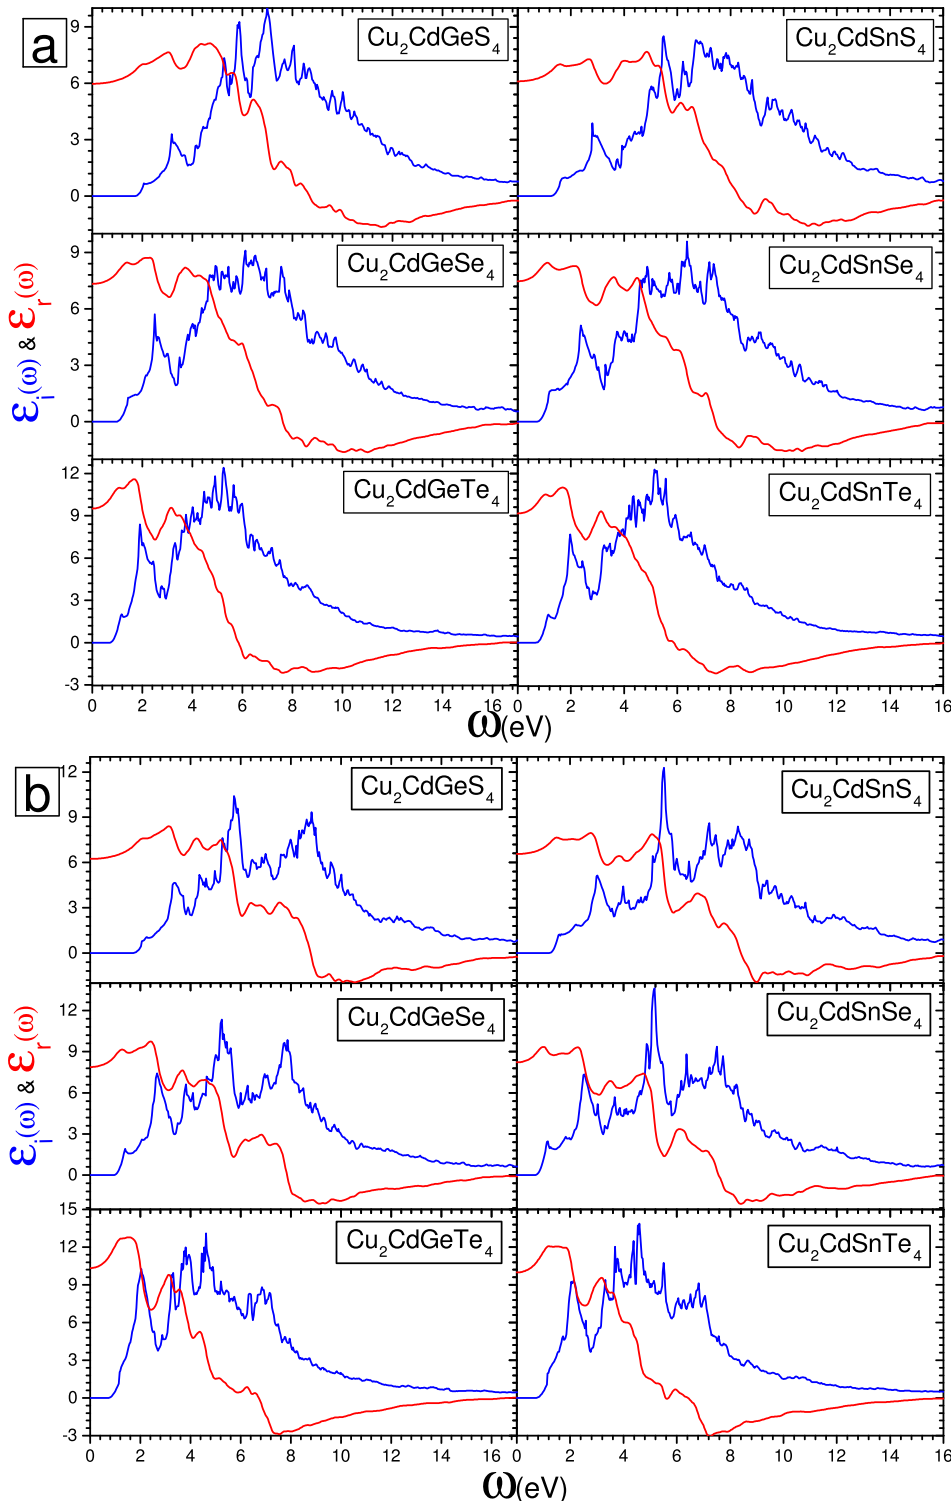 a
Cu2CdGeS4
Cu2CdSnS4
9
6
3
0
Cu2CdGeSe4
Cu2CdSnSe4
9
6
3
0
Cu2CdGeTe4
Cu2CdSnTe4
12
9
6
3
0
-3
εi(ω) & εr(ω)
0 2 4 6 8 10 12 14 16 0 2 4 6 8 10 12 14 16
ω(eV)
b
Cu2CdGeS4
Cu2CdSnS4
12
9
6
3
0
Cu2CdGeSe4
Cu2CdSnSe4
12
9
6
3
0
15
Cu2CdGeTe4
Cu2CdSnTe4
12
9
6
3
0
-3
εi(ω) & εr(ω)
0 2 4 6 8 10 12 14 16 0 2 4 6 8 10 12 14 16
ω(eV)